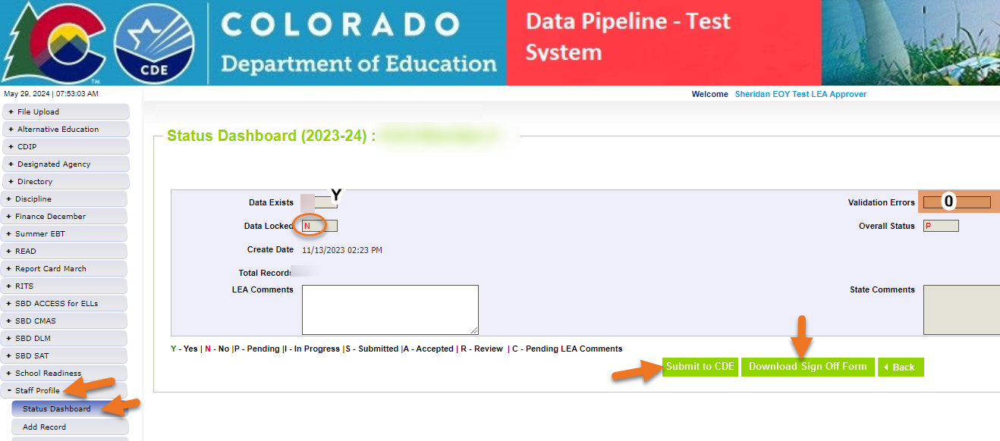 COLORADO
Department of Education
CDE
TM
Data Pipeline - Test
System
May 29, 2024 | 07:53:03 AM
Welcome Sheridan EOY Test LEA Approver
+ File Upload
+ Alternative Education
+ CDIP
+ Designated Agency
+ Directory
+ Discipline
+ Finance December
+ Summer EBT
+ READ
+ Report Card March
+ RITS
+ SBD ACCESS for ELLs
+ SBD CMAS
+ SBD DLM
+ SBD SAT
+ School Readiness
- Staff Profile
Status Dashboard
Add Record
Status Dashboard (2023-24) :
Data Exists Y
Validation Errors 0
Data Locked N
Overall Status P
Create Date 11/13/2023 02:23 PM
Total Records
LEA Comments
State Comments
Y - Yes | N - No |P - Pending |I - In Progress |S - Submitted |A - Accepted | R - Review | C - Pending LEA Comments
Submit to CDE
Download Sign Off Form
Back